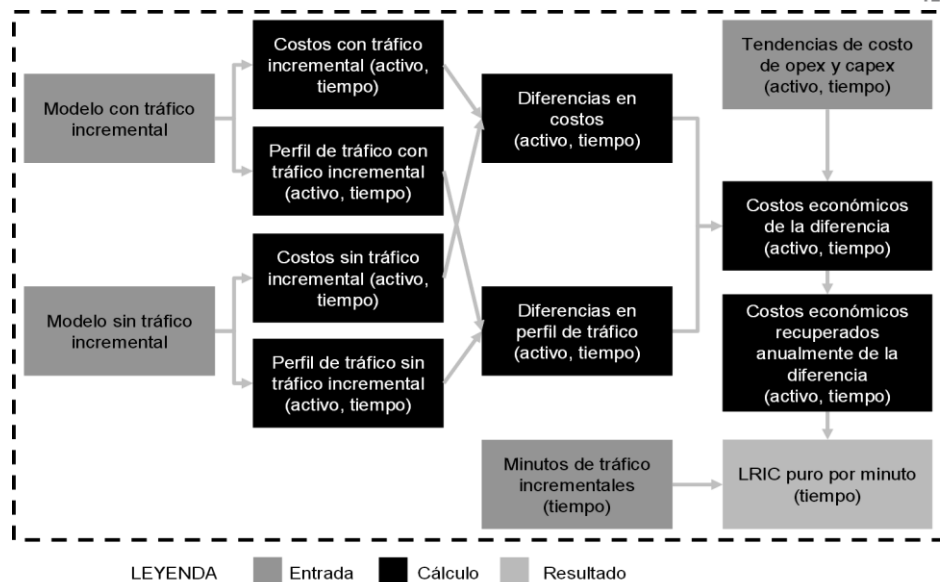 Modelo con tráfico
incremental
Costos con tráfico
incremental (activo,
tiempo)
Perfil de tráfico con
tráfico incremental
(activo, tiempo)
Modelo sin tráfico
incremental
Costos sin tráfico
incremental (activo,
tiempo)
Perfil de tráfico sin
tráfico incremental
(activo, tiempo)
Diferencias en
costos
(activo, tiempo)
Diferencias en
perfil de tráfico
(activo, tiempo)
Tendencias de costo
de opex y capex
(activo, tiempo)
Costos económicos
de la diferencia
(activo, tiempo)
Costos económicos
recuperados
anualmente de la
diferencia
(activo, tiempo)
Minutos de tráfico
incrementales
(tiempo)
LRIC puro por minuto
(tiempo)
LEYENDA Entrada Cálculo Resultado